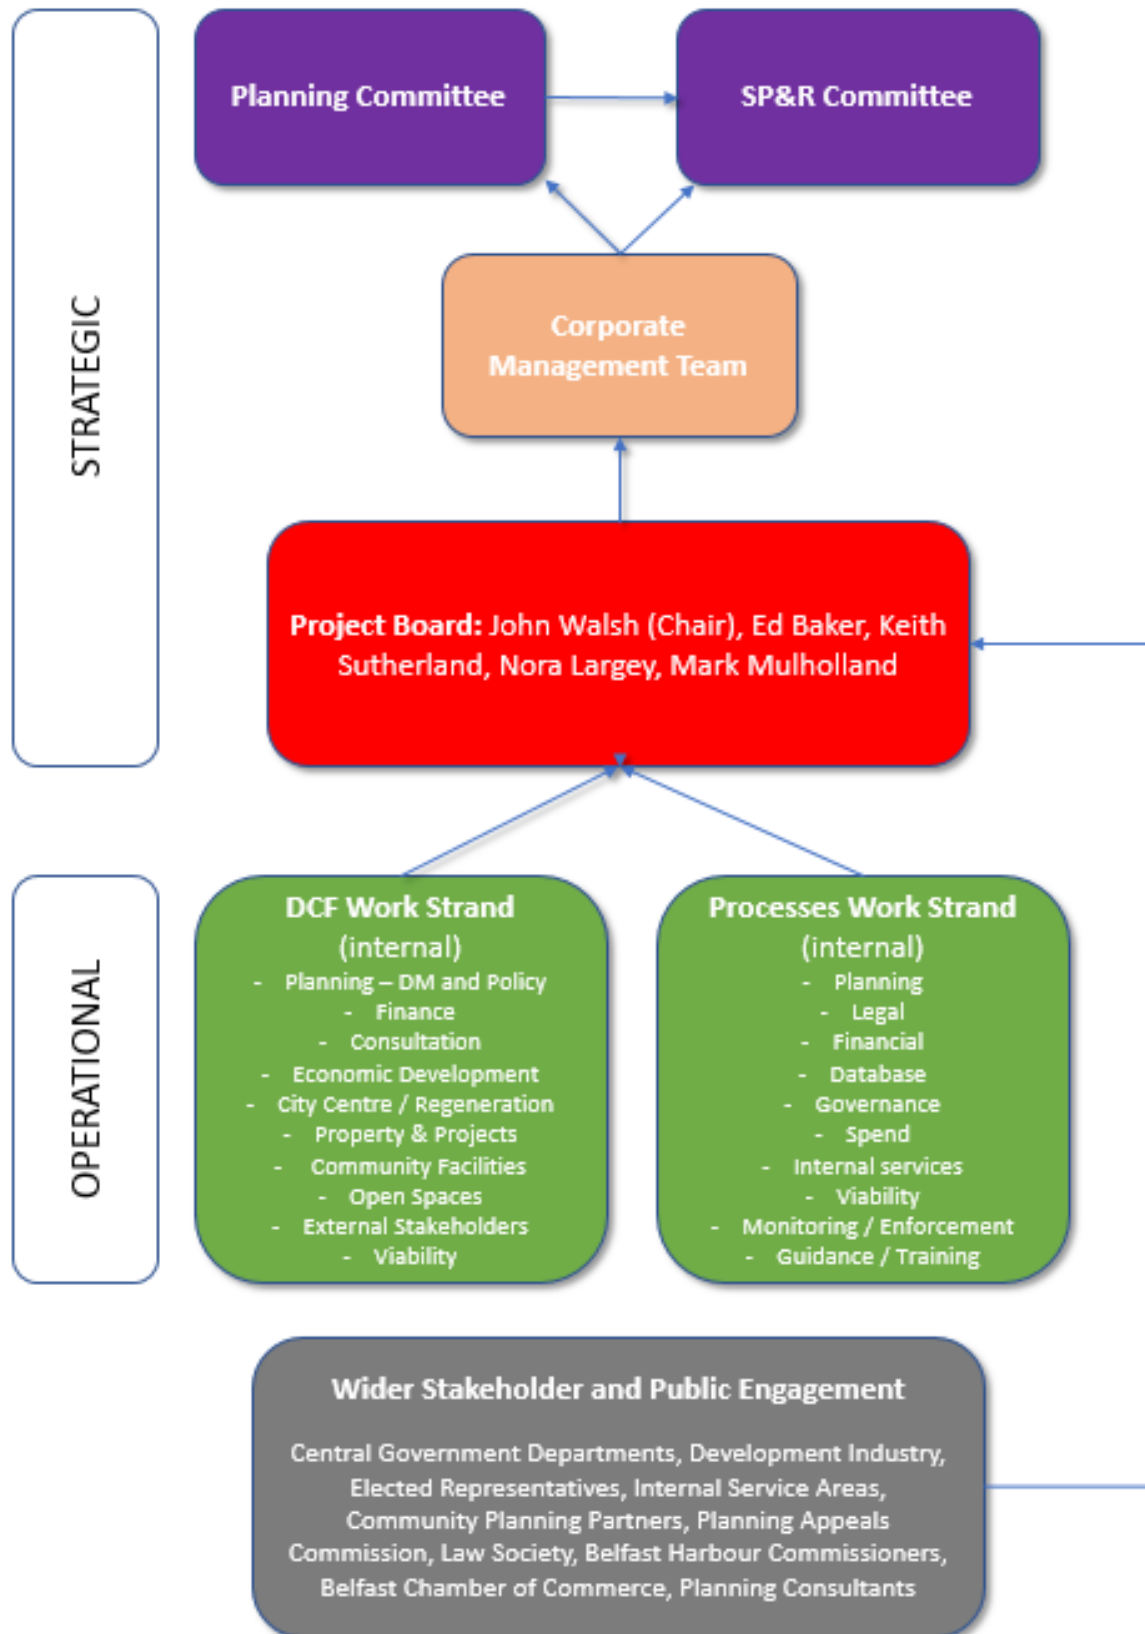 STRATEGIC
Planning Committee
SP&R Committee
Corporate
Management Team
Project Board: John Walsh (Chair), Ed Baker, Keith
Sutherland, Nora Largey, Mark Mulholland
OPERATIONAL
DCF Work Strand
(internal)
- Planning – DM and Policy
- Finance
- Consultation
- Economic Development
- City Centre / Regeneration
- Property & Projects
- Community Facilities
- Open Spaces
- External Stakeholders
- Viability
Processes Work Strand
(internal)
- Planning
- Legal
- Financial
- Database
- Governance
- Spend
- Internal services
- Viability
- Monitoring / Enforcement
- Guidance / Training
Wider Stakeholder and Public Engagement
Central Government Departments, Development Industry,
Elected Representatives, Internal Service Areas,
Community Planning Partners, Planning Appeals
Commission, Law Society, Belfast Harbour Commissioners,
Belfast Chamber of Commerce, Planning Consultants